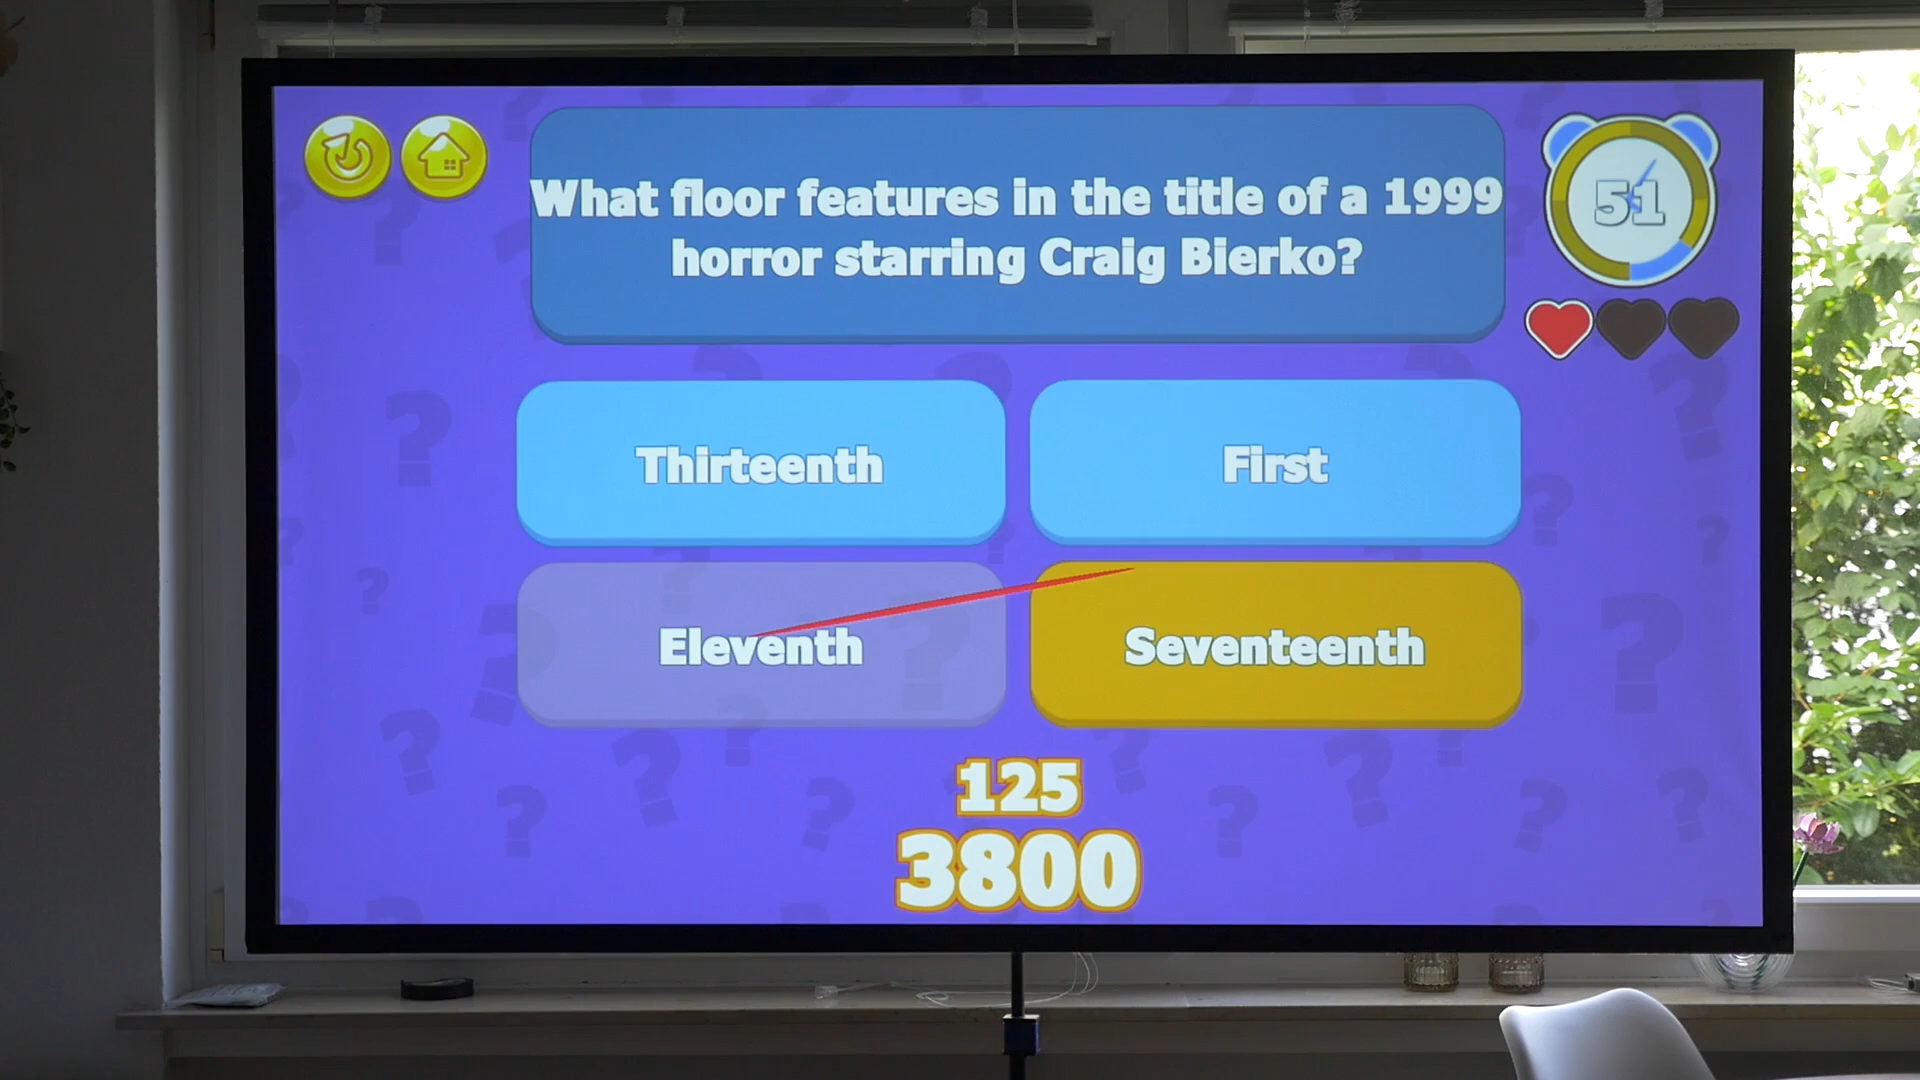 What floor features in the title of a 1999
horror starring Craig Bierko?
51
Thirteenth
First
Eleventh
Seventeenth
125
3800